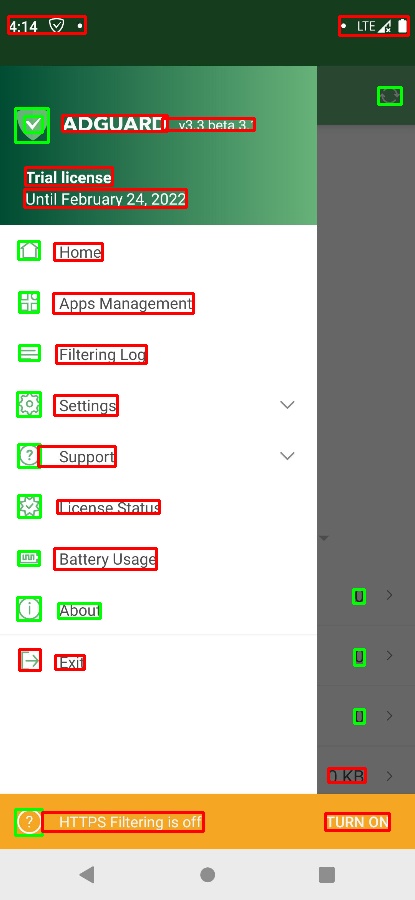 4:14 LTE
ADGUARD v3.3 beta 3
Trial license
Until February 24, 2022
Home
Apps Management
Filtering Log
Settings
Support
License Status
Battery Usage
About
0
Exit
0
0
0 KB
HTTPS Filtering is off TURN ON